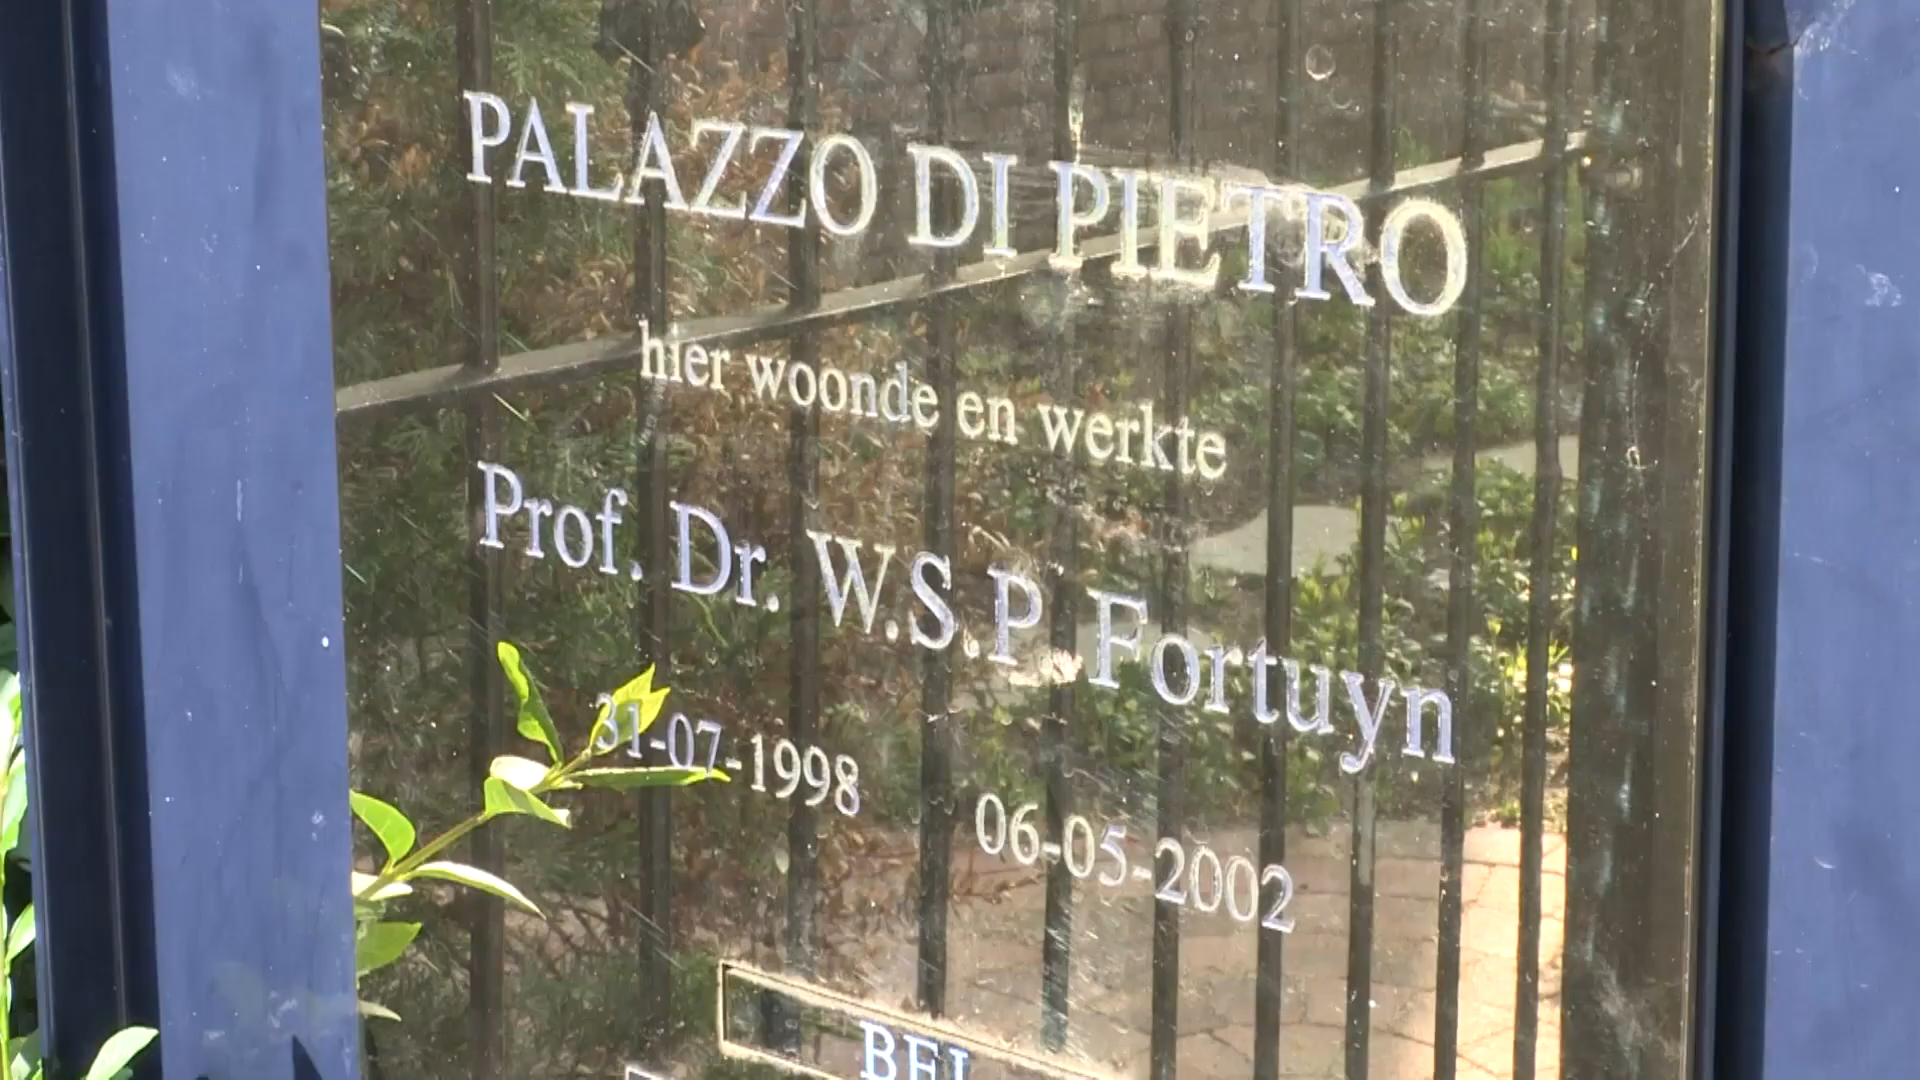 PALAZZO DI PIETRO
hier woonde en werkte
Prof. Dr. W.S.P. Fortuyn
31-07-1998 06-05-2002
BEL